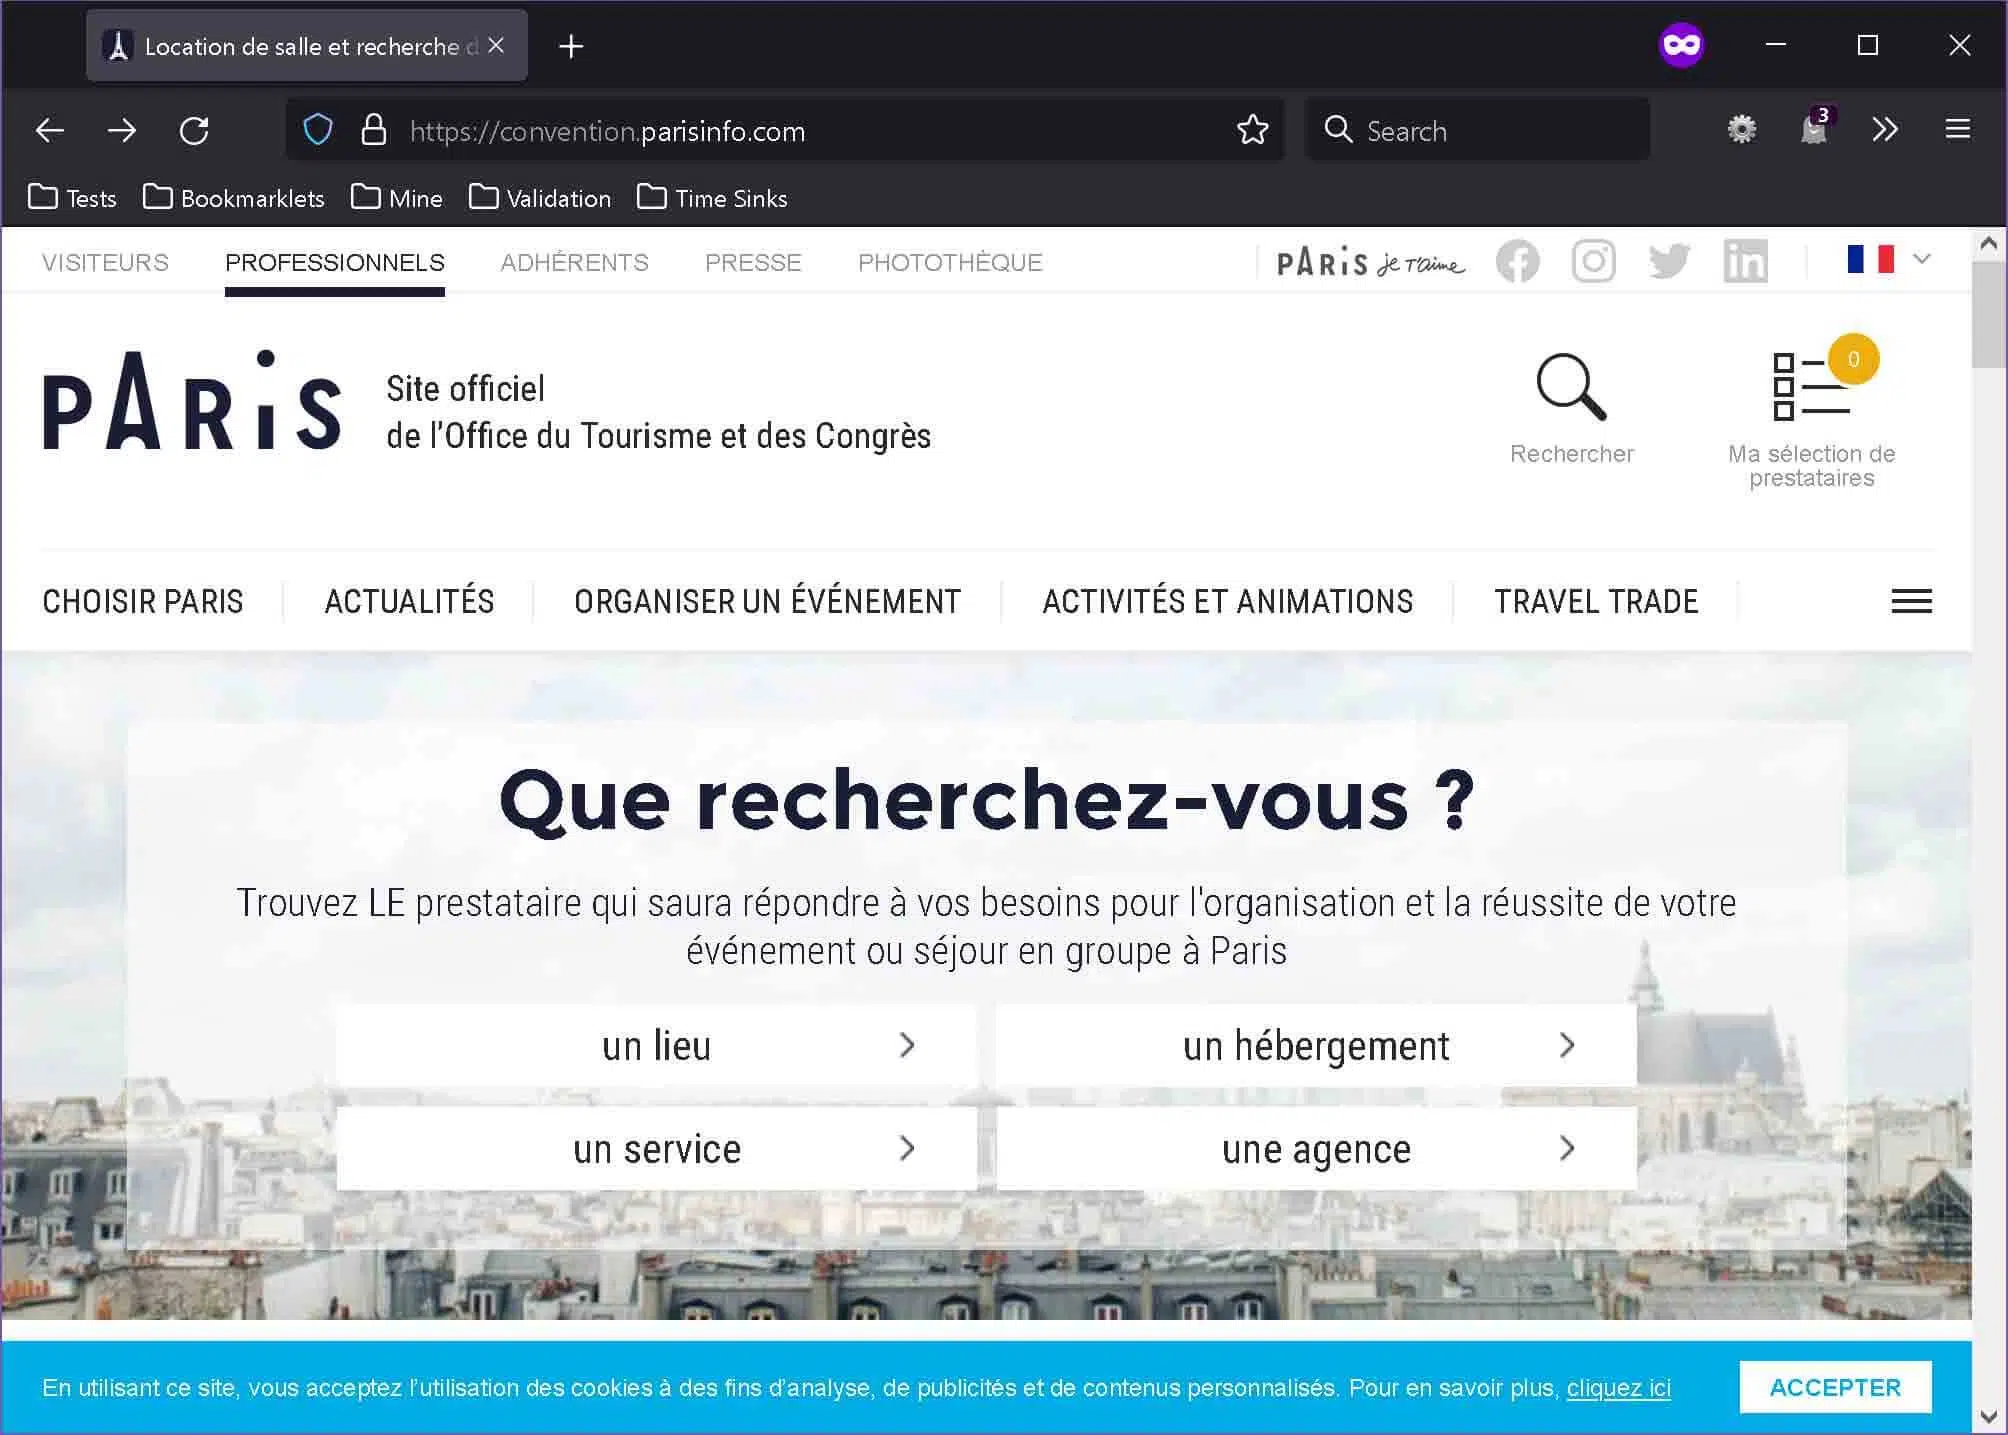 Location de salle et recherche d
https://convention.parisinfo.com
Search
3
Tests
Bookmarklets
Mine
Validation
Time Sinks
VISITEURS
PROFESSIONNELS
ADHÉRENTS
PRESSE
PHOTOTHÈQUE
PARiS je t'aime
PARiS
Site officiel
de l'Office du Tourisme et des Congrès
Rechercher
0
Ma sélection de
prestataires
CHOISIR PARIS
ACTUALITÉS
ORGANISER UN ÉVÉNEMENT
ACTIVITÉS ET ANIMATIONS
TRAVEL TRADE
Que recherchez-vous ?
Trouvez LE prestataire qui saura répondre à vos besoins pour l'organisation et la réussite de votre
événement ou séjour en groupe à Paris
un lieu
un hébergement
un service
une agence
En utilisant ce site, vous acceptez l’utilisation des cookies à des fins d’analyse, de publicités et de contenus personnalisés. Pour en savoir plus, cliquez ici
ACCEPTER